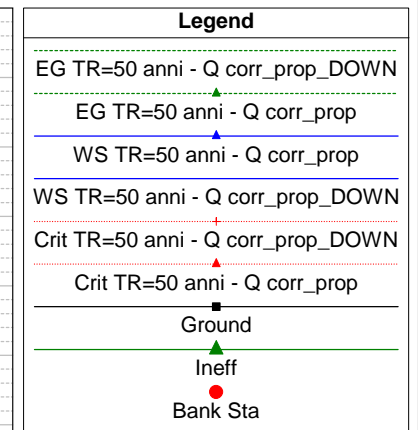 Legend
EG TR=50 anni - Q corr_prop_DOWN
EG TR=50 anni - Q corr_prop
WS TR=50 anni - Q corr_prop
WS TR=50 anni - Q corr_prop_DOWN
Crit TR=50 anni - Q corr_prop_DOWN
Crit TR=50 anni - Q corr_prop
Ground
Ineff
Bank Sta